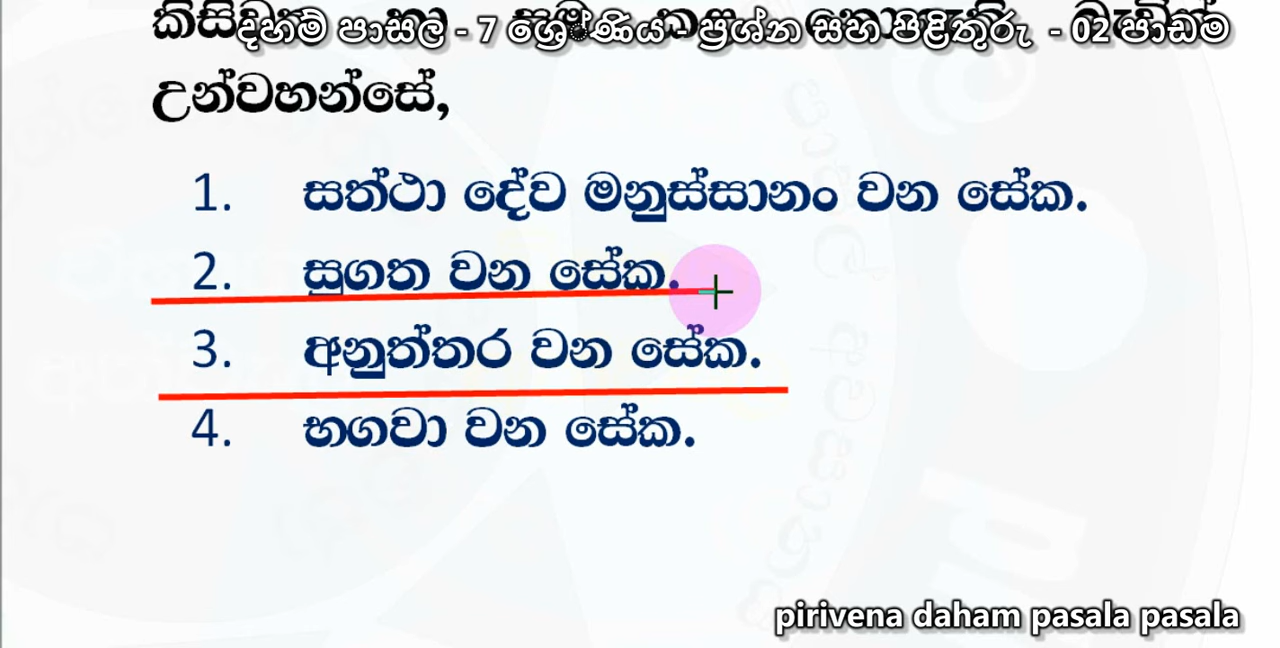 දහම් පාසල - 7 ශ්‍රේණිය - ප්‍රශ්න සහ පිළිතුරු - 02 පාඩම
උන්වහන්සේ,
1. සත්ථා දේව මනුස්සානං වන සේක.
2. සුගත වන සේක.
3. අනුත්තර වන සේක.
4. භගවා වන සේක.
pirivena daham pasala pasala